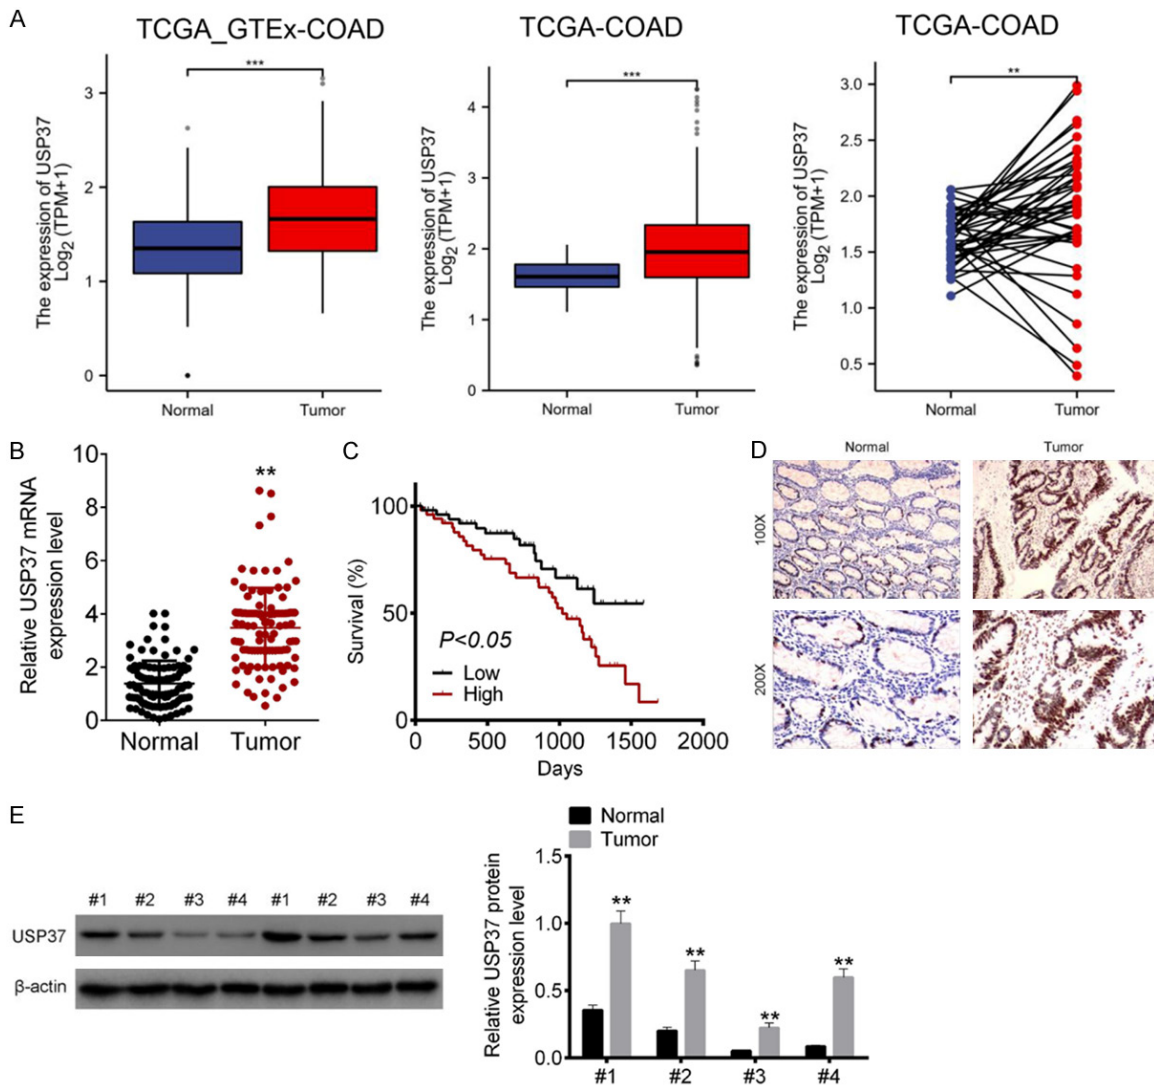 A
TCGA_GTEx-COAD
TCGA-COAD
TCGA-COAD
The expression of USP37
Log2 (TPM+1)
3
2
1
0
***
Normal
Tumor
The expression of USP37
Log2 (TPM+1)
4
3
2
1
0
***
Normal
Tumor
The expression of USP37
Log2 (TPM+1)
3.0
2.5
2.0
1.5
1.0
0.5
**
Normal
Tumor
B
Relative USP37 mRNA
expression level
10
8
6
4
2
0
**
Normal
Tumor
C
Survival (%)
100
50
0
P<0.05
Low
High
0
500
1000
1500
2000
Days
D
Normal
Tumor
100X
200X
E
#1 #2 #3 #4 #1 #2 #3 #4
USP37
β-actin
Normal
Tumor
Relative USP37 protein
expression level
1.5
1.0
0.5
0.0
**
**
**
**
#1
#2
#3
#4